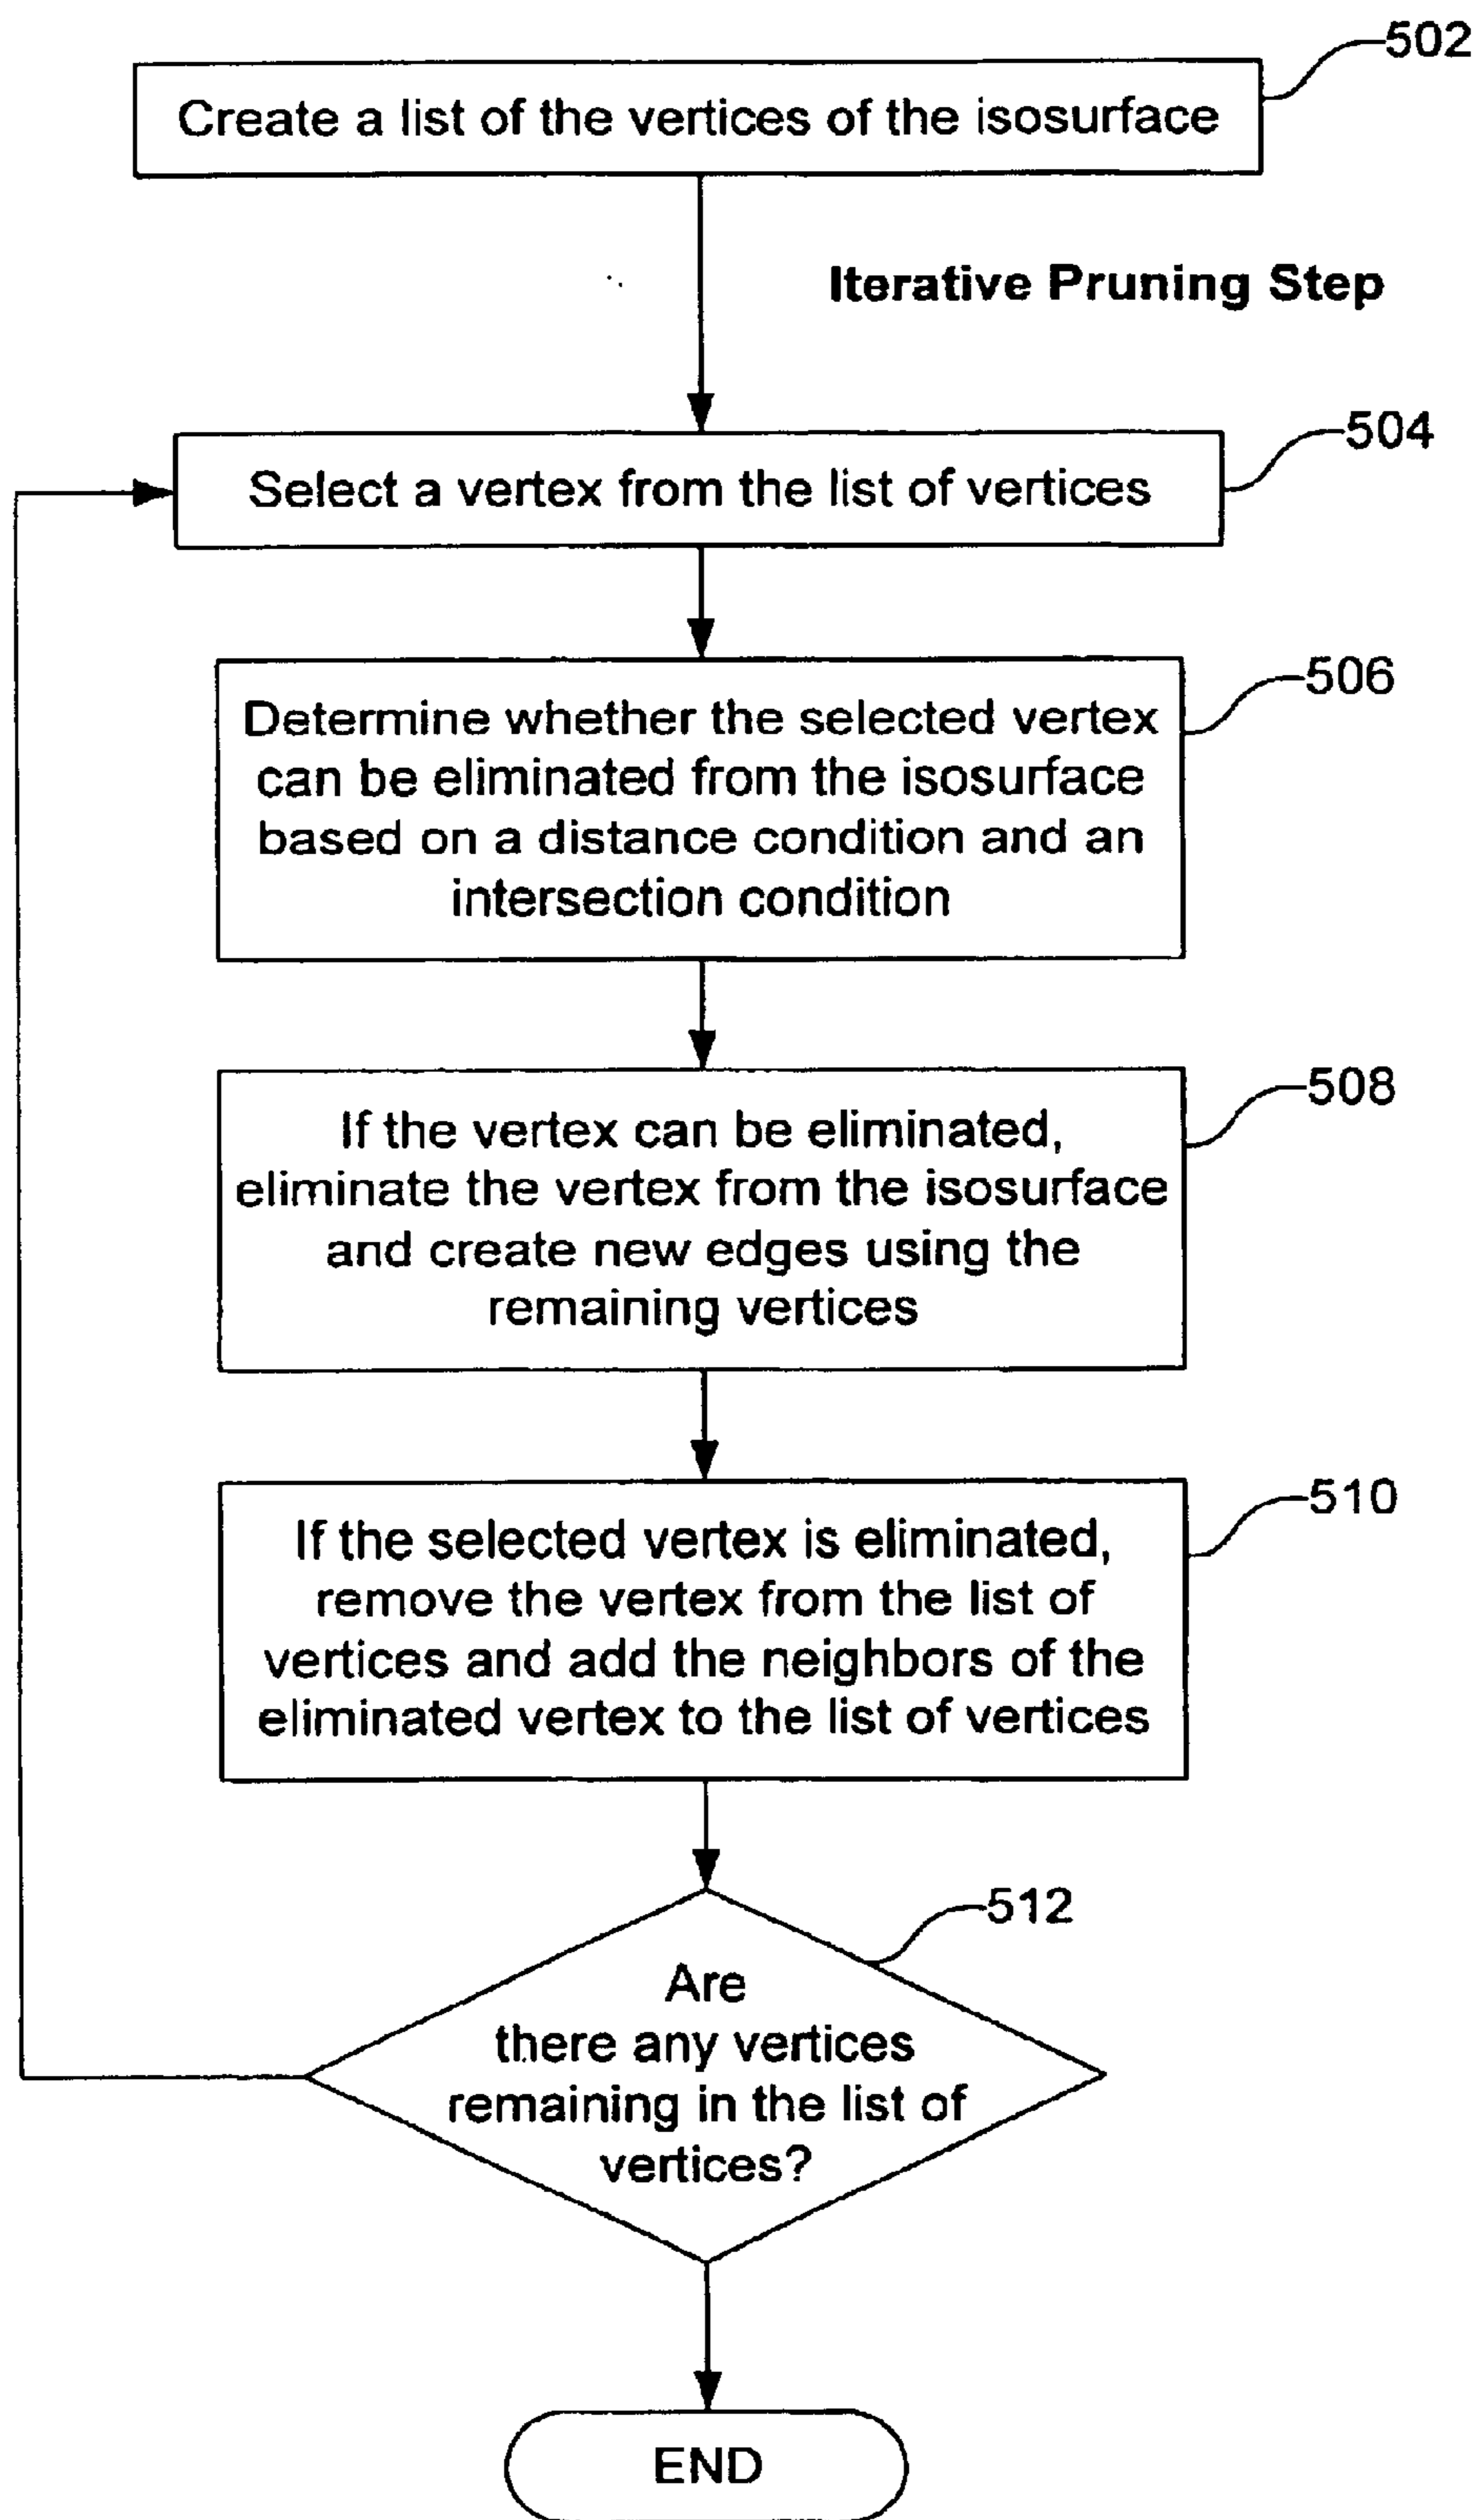 502
Create a list of the vertices of the isosurface
Iterative Pruning Step
504
Select a vertex from the list of vertices
506
Determine whether the selected vertex
can be eliminated from the isosurface
based on a distance condition and an
intersection condition
508
If the vertex can be eliminated,
eliminate the vertex from the isosurface
and create new edges using the
remaining vertices
510
If the selected vertex is eliminated,
remove the vertex from the list of
vertices and add the neighbors of the
eliminated vertex to the list of vertices
512
Are
there any vertices
remaining in the list of
vertices?
END